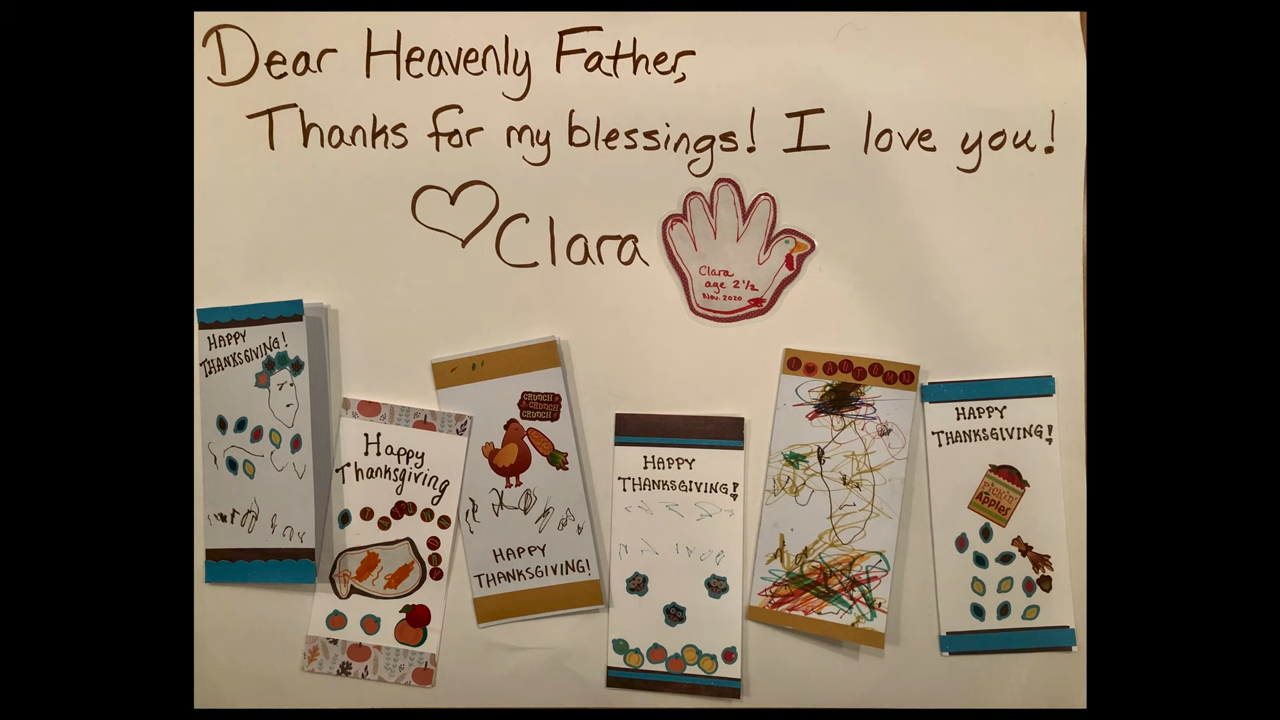 Dear Heavenly Father,
Thanks for my blessings! I love you!
Clara
Clara
age 2 1/2
Nov. 2020
HAPPY
THANKSGIVING!
Happy
Thanksgiving
CRUNCH
CRUNCH
CRUNCH
HAPPY
THANKSGIVING!
HAPPY
THANKSGIVING!
I ♥ AUTUMN
HAPPY
THANKSGIVING!
Pickin'
Apples